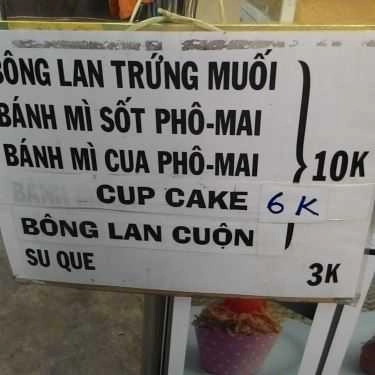 BÔNG LAN TRỨNG MUỐI
BÁNH MÌ SỐT PHÔ-MAI
BÁNH MÌ CUA PHÔ-MAI
10K
CUP CAKE 6K
BÔNG LAN CUỘN
SU QUE 3K